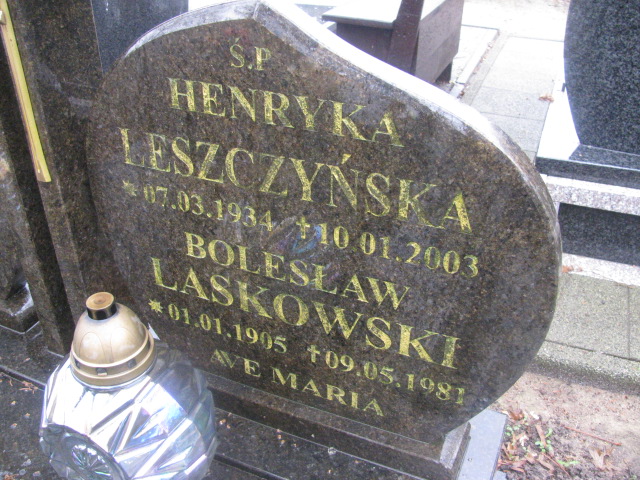 Ś.P
HENRYKA
LESZCZYŃSKA
* 07.03.1934 † 10.01.2003
BOLESŁAW
LASKOWSKI
* 01.01.1905 † 09.05.1981
AVE MARIA